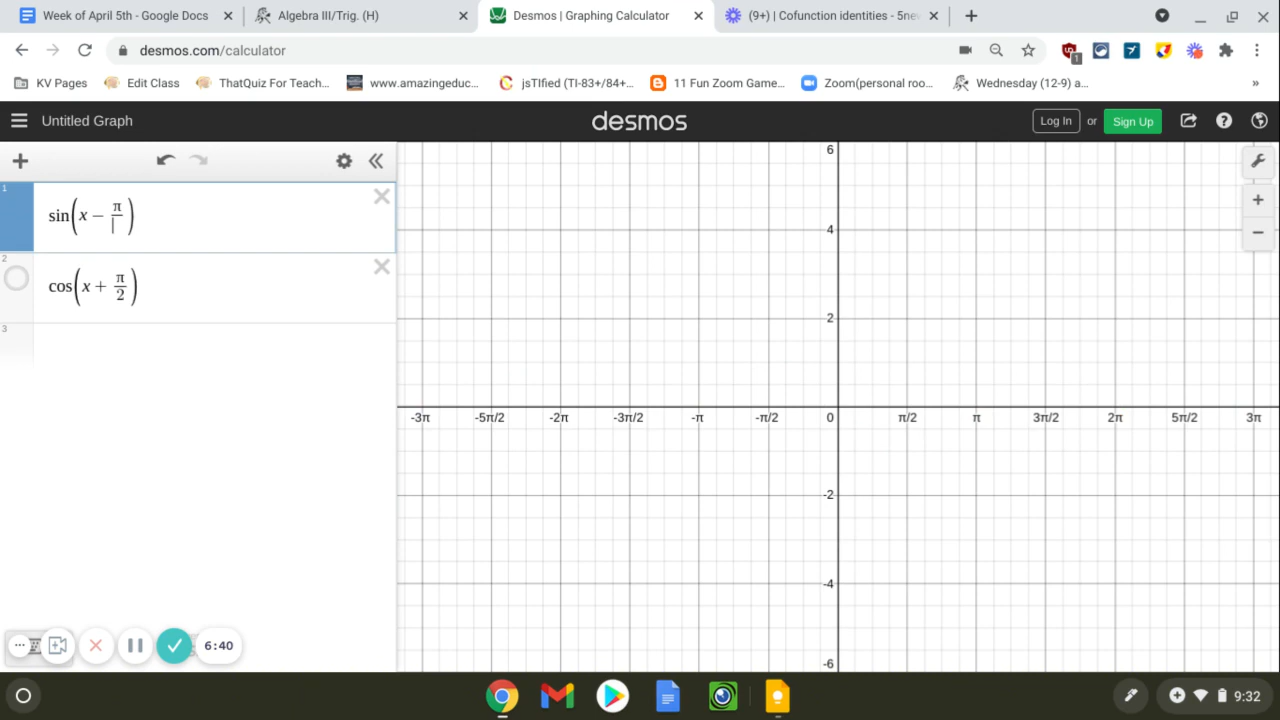 Week of April 5th - Google Docs
Algebra III/Trig. (H)
Desmos | Graphing Calculator
(9+) | Cofunction identities - 5ne
desmos.com/calculator
1
KV Pages
Edit Class
ThatQuiz For Teach...
www.amazingeduc...
jsTIfied (TI-83+/84+...
11 Fun Zoom Game...
Zoom(personal roo...
Wednesday (12-9) a...
»
Untitled Graph
desmos
Log In or Sign Up
1
sin(x − π/)
2
cos(x + π/2)
3
6
4
2
-3π -5π/2 -2π -3π/2 -π -π/2 0 π/2 π 3π/2 2π 5π/2 3π
-2
-4
-6
6:40
9:32